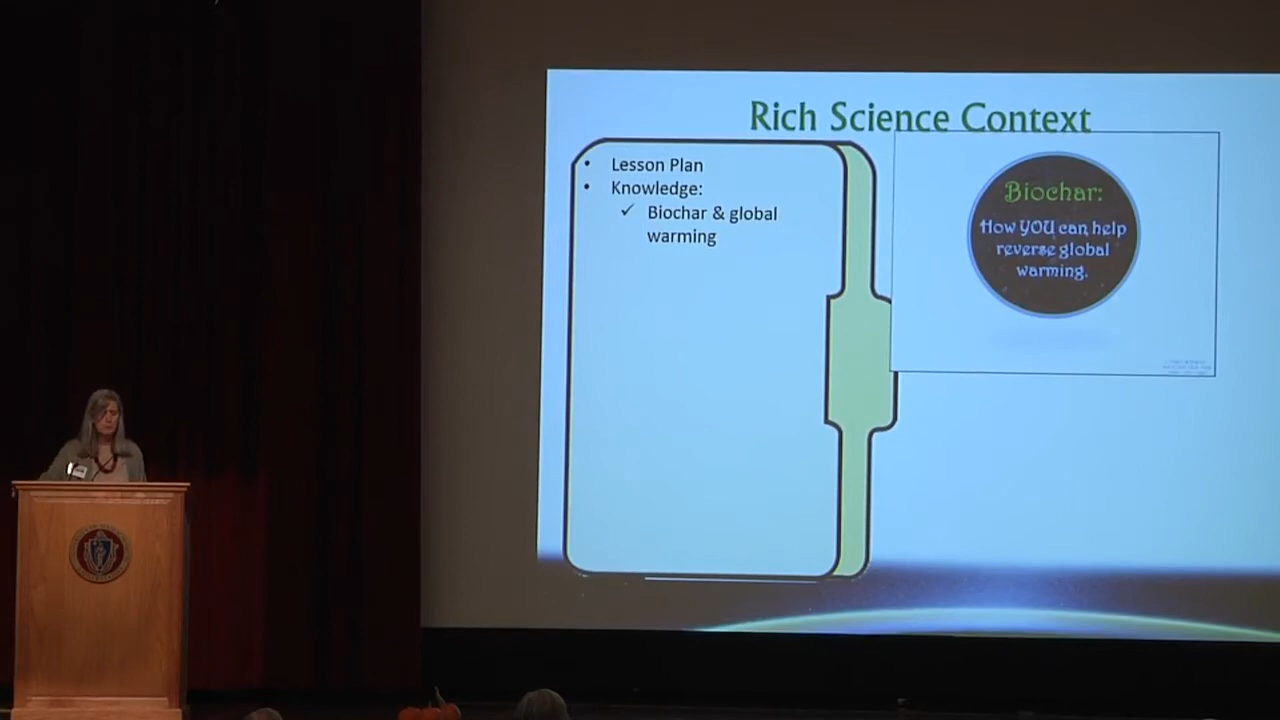 Rich Science Context
• Lesson Plan
• Knowledge:
✓ Biochar & global
warming
Biochar:
How YOU can help
reverse global
warming.